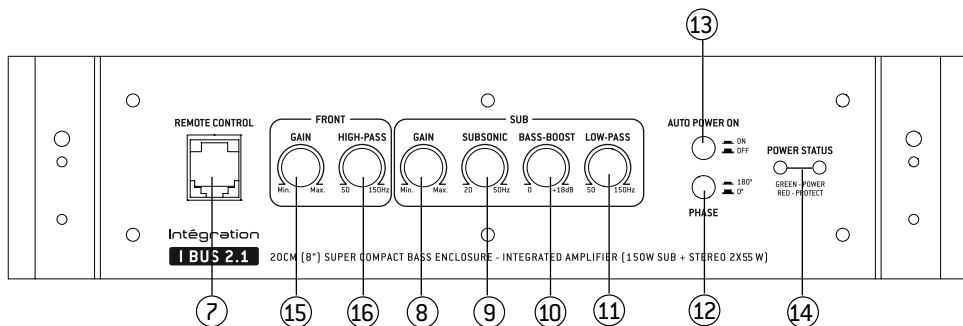 13
FRONT SUB
REMOTE CONTROL GAIN HIGH-PASS GAIN SUBSONIC BASS-BOOST LOW-PASS AUTO POWER ON
ON
OFF
POWER STATUS
Min. Max. 50 150Hz Min. Max. 20 50Hz 0 +18dB 50 150Hz
180°
0°
GREEN - POWER
RED - PROTECT
PHASE
Intégration
I BUS 2.1 20CM (8") SUPER COMPACT BASS ENCLOSURE - INTEGRATED AMPLIFIER (150W SUB + STEREO 2X55 W)
7 15 16 8 9 10 11 12 14